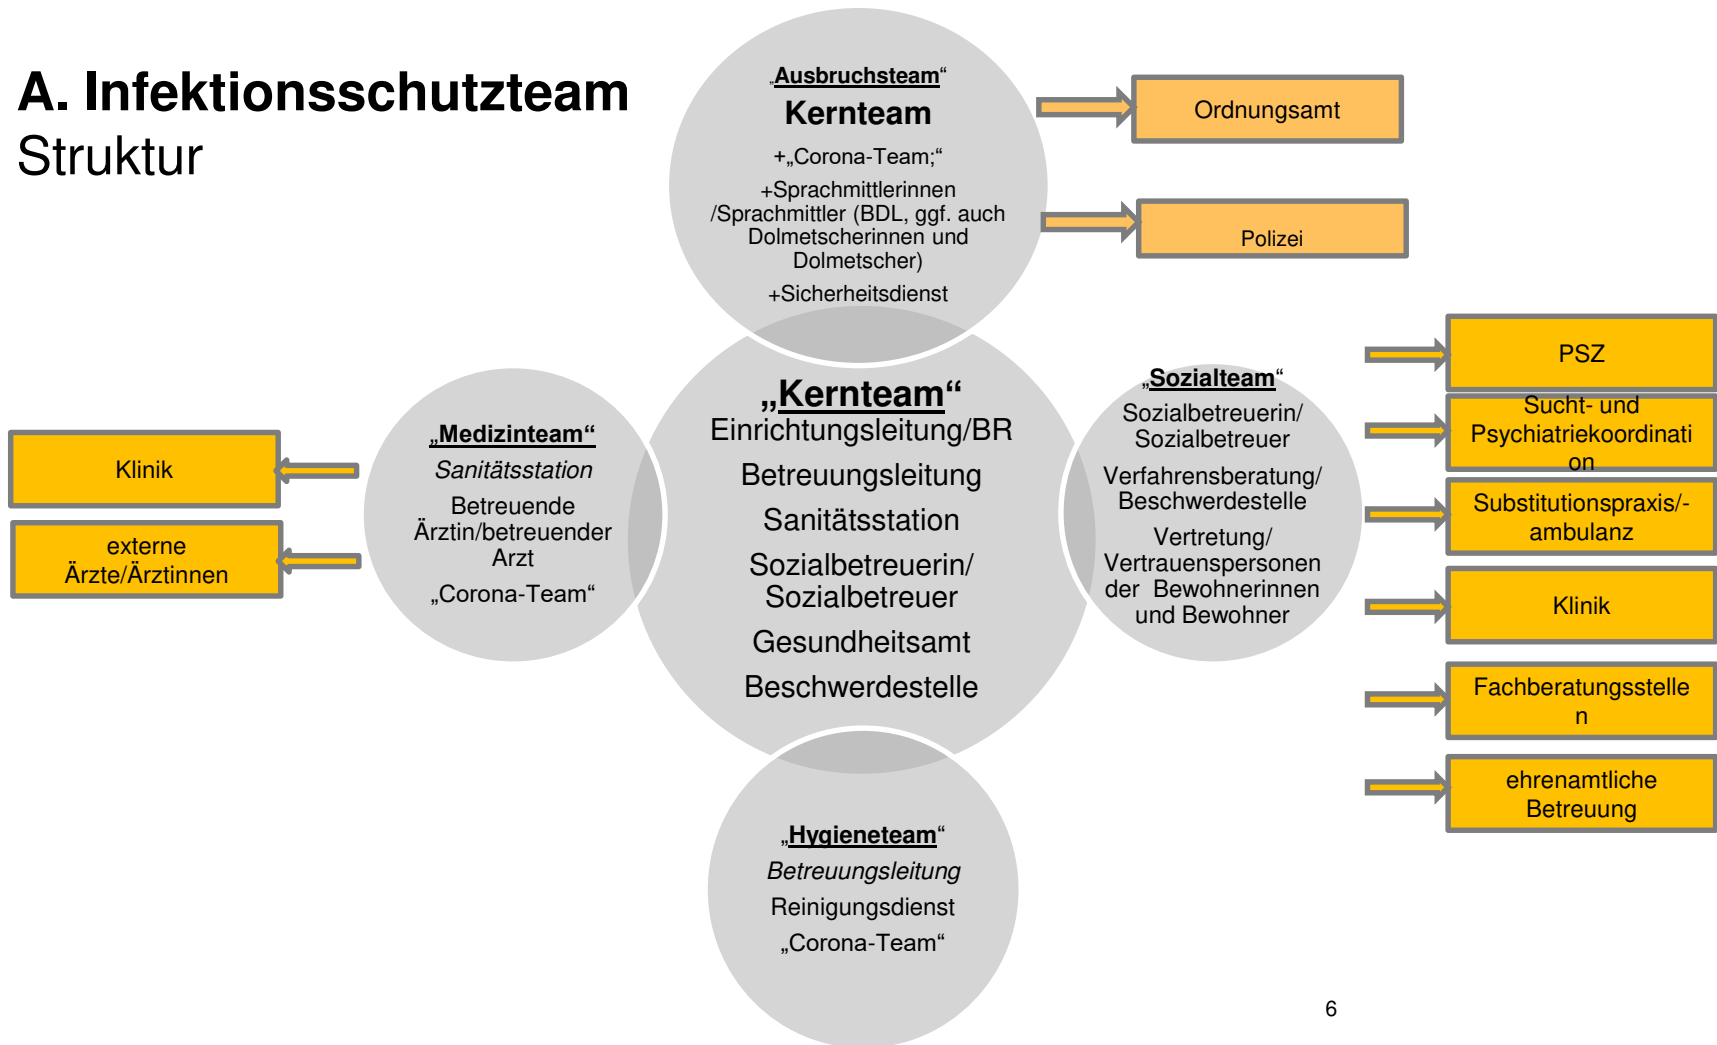 A. Infektionsschutzteam
Struktur
„Ausbruchsteam“
Kernteam
+„Corona-Team;“
+Sprachmittlerinnen
/Sprachmittler (BDL, ggf. auch
Dolmetscherinnen und
Dolmetscher)
+Sicherheitsdienst
Ordnungsamt
Polizei
„Kernteam“
Einrichtungsleitung/BR
Betreuungsleitung
Sanitätsstation
Sozialbetreuerin/
Sozialbetreuer
Gesundheitsamt
Beschwerdestelle
„Medizinteam“
Sanitätsstation
Betreuende
Ärztin/betreuender
Arzt
„Corona-Team“
Klinik
externe
Ärzte/Ärztinnen
„Sozialteam“
Sozialbetreuerin/
Sozialbetreuer
Verfahrensberatung/
Beschwerdestelle
Vertretung/
Vertrauenspersonen
der Bewohnerinnen
und Bewohner
PSZ
Sucht- und
Psychiatriekoordinati
on
Substitutionspraxis/-
ambulanz
Klinik
Fachberatungsstelle
n
ehrenamtliche
Betreuung
„Hygieneteam“
Betreuungsleitung
Reinigungsdienst
„Corona-Team“
6